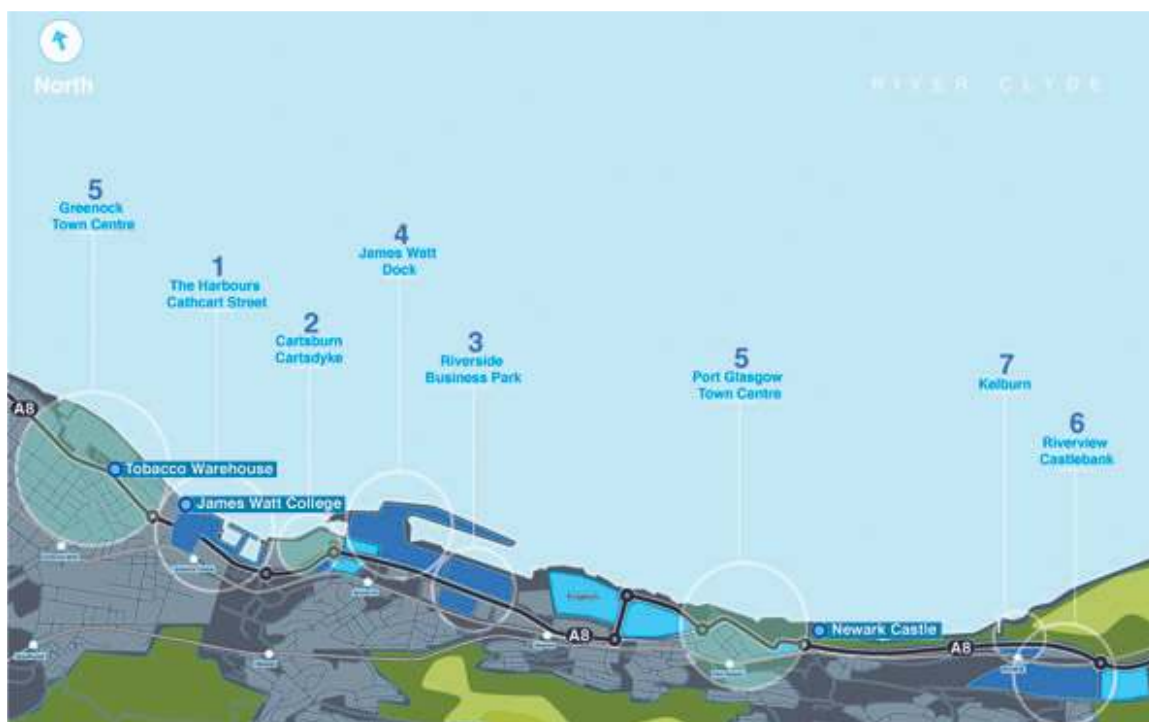 North
RIVER CLYDE
5
Greenock
Town Centre
1
The Harbours
Cathcart Street
2
Cartsburn
Cartsdyke
4
James Watt
Dock
3
Riverside
Business Park
5
Port Glasgow
Town Centre
7
Kelburn
6
Riverview
Castlebank
A8
Tobacco Warehouse
James Watt College
A8
Newark Castle
A8